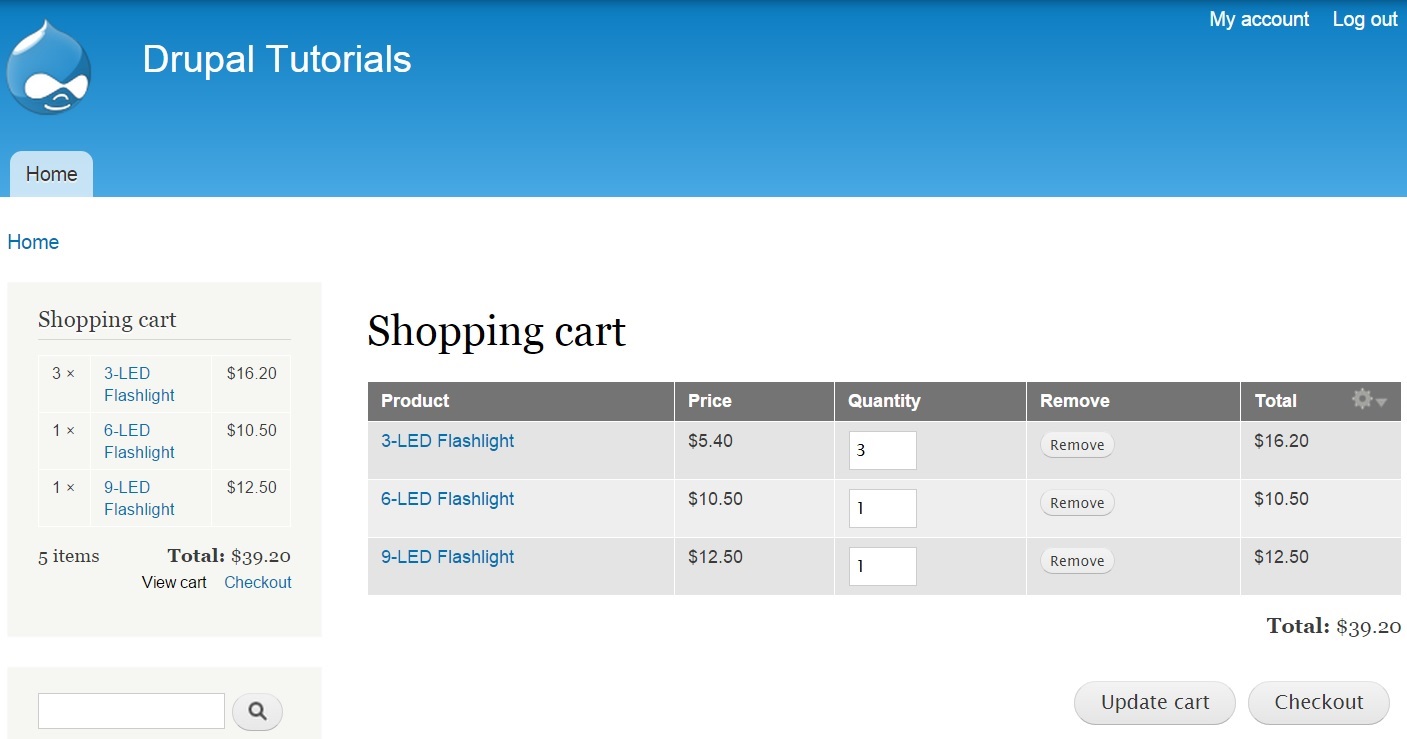 My account Log out
Drupal Tutorials
Home
Home
Shopping cart
3 × 3-LED Flashlight $16.20
1 × 6-LED Flashlight $10.50
1 × 9-LED Flashlight $12.50
5 items Total: $39.20
View cart Checkout
Shopping cart
Product Price Quantity Remove Total
3-LED Flashlight $5.40 3 Remove $16.20
6-LED Flashlight $10.50 1 Remove $10.50
9-LED Flashlight $12.50 1 Remove $12.50
Total: $39.20
Update cart Checkout